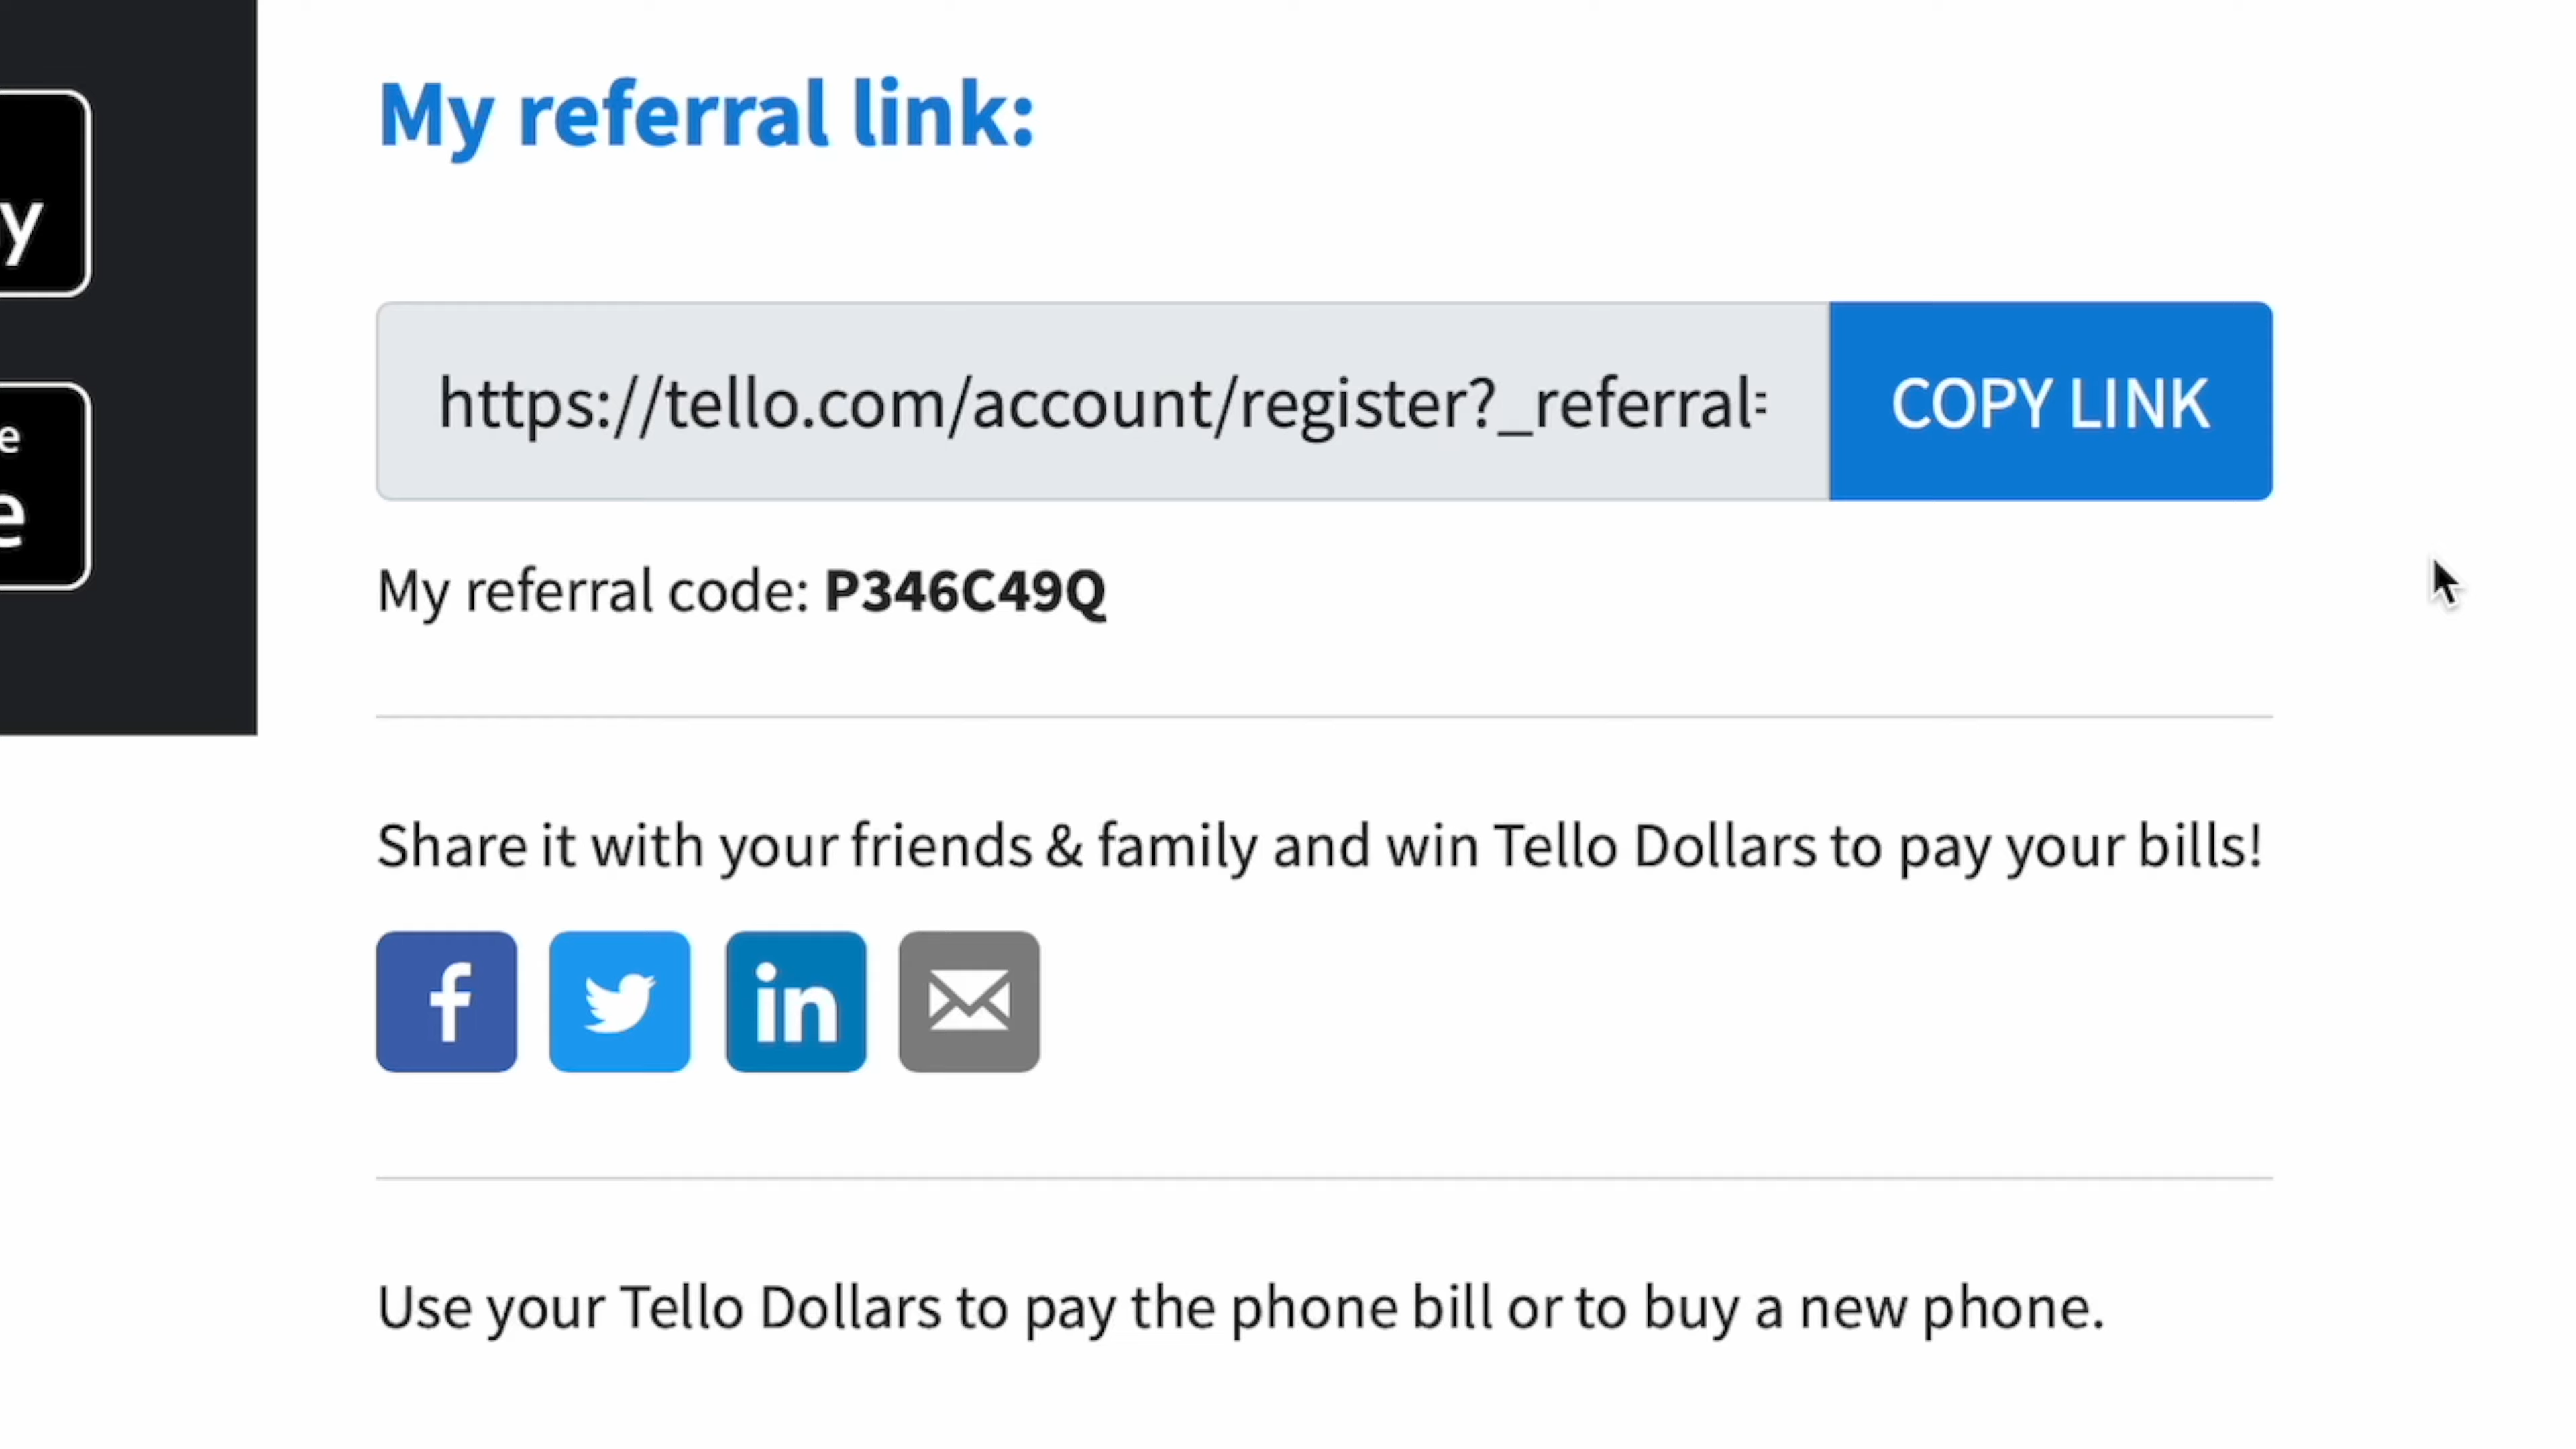 My referral link:
https://tello.com/account/register?_referral=
COPY LINK
My referral code: P346C49Q
Share it with your friends & family and win Tello Dollars to pay your bills!
Use your Tello Dollars to pay the phone bill or to buy a new phone.